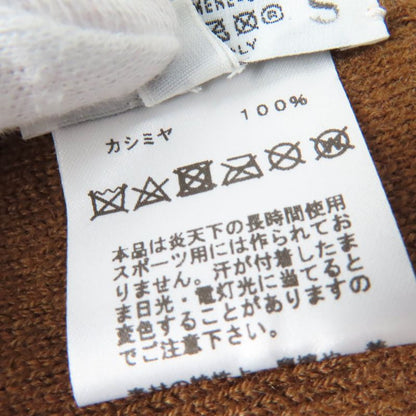 S
LY
カシミヤ 100%
本品は炎天下の長時間使用
スポーツ用には作られてお
りません。汗が付着したま
ま日光・電灯光に当てると
変色することがありますの
でご注意下さい。